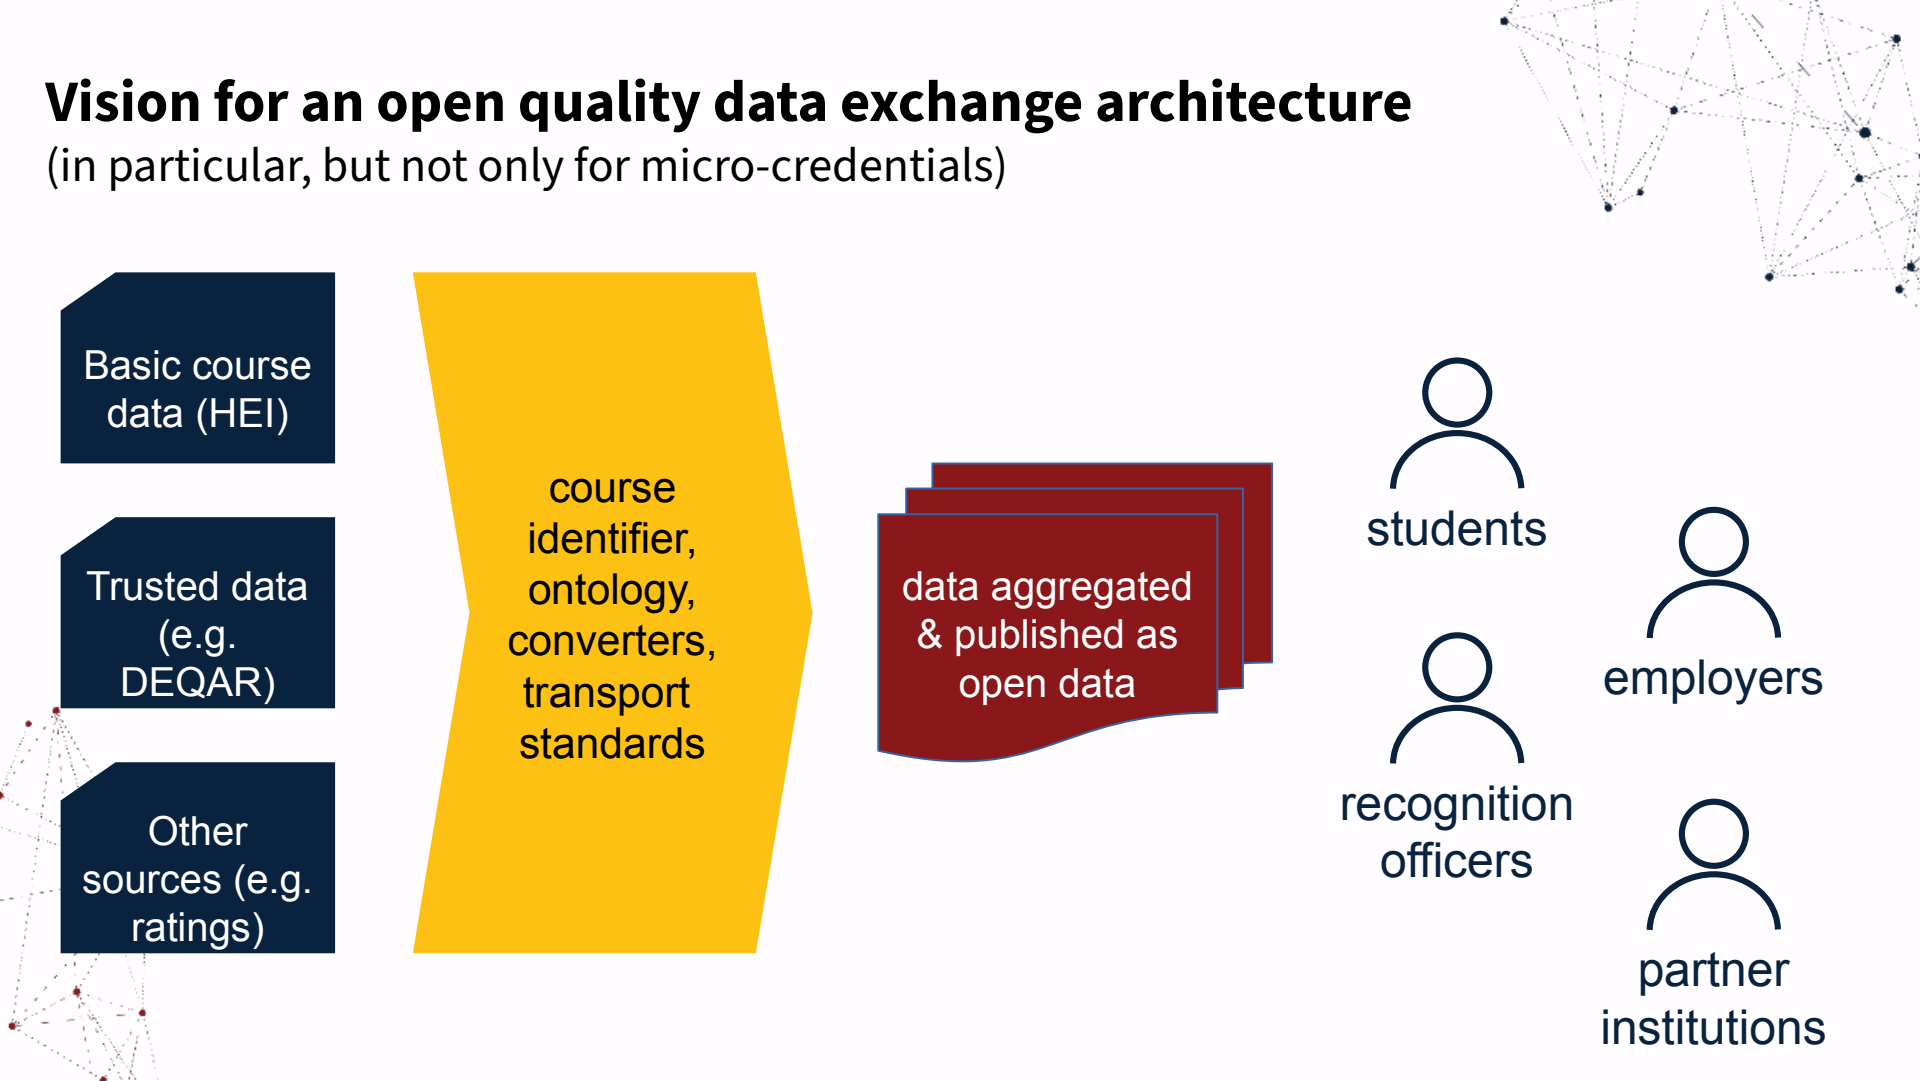 Vision for an open quality data exchange architecture
(in particular, but not only for micro-credentials)
Basic course
data (HEI)
Trusted data
(e.g.
DEQAR)
Other
sources (e.g.
ratings)
course
identifier,
ontology,
converters,
transport
standards
data aggregated
& published as
open data
students
employers
recognition
officers
partner
institutions